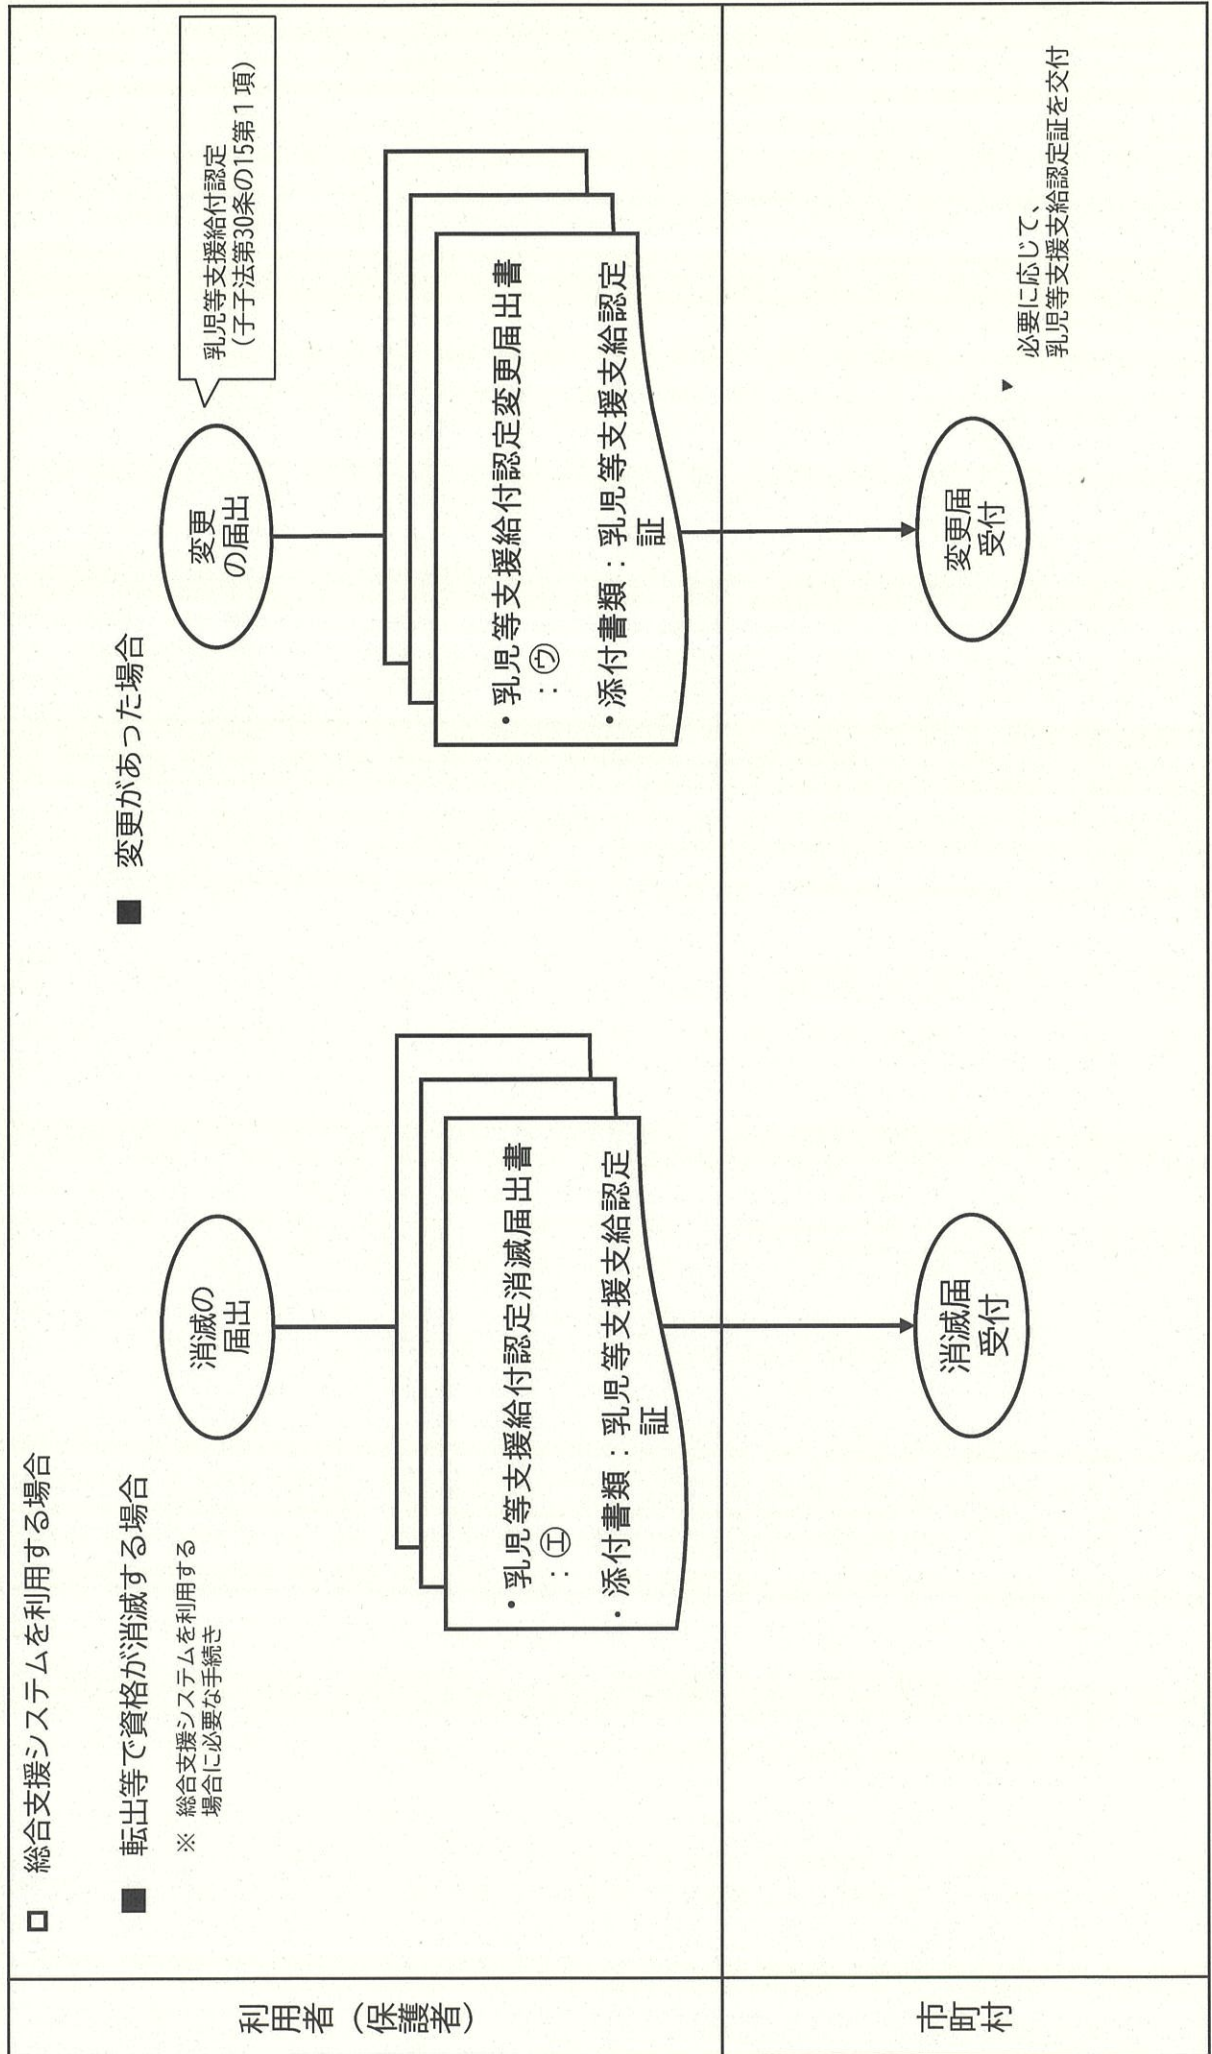 □ 総合支援システムを利用する場合
■ 転出等で資格が消滅する場合
※ 総合支援システムを利用する
場合に必要な手続き
消滅の
届出
・乳児等支援給付認定消滅届出書
：㋓
・添付書類：乳児等支援支給認定
証
消滅届
受付
■ 変更があった場合
変更
の届出
乳児等支援給付認定
（子子法第30条の15第１項）
・乳児等支援給付認定変更届出書
：㋒
・添付書類：乳児等支援支給認定
証
変更届
受付
▼ 必要に応じて、
乳児等支援支給認定証を交付
利用者（保護者）
市町村